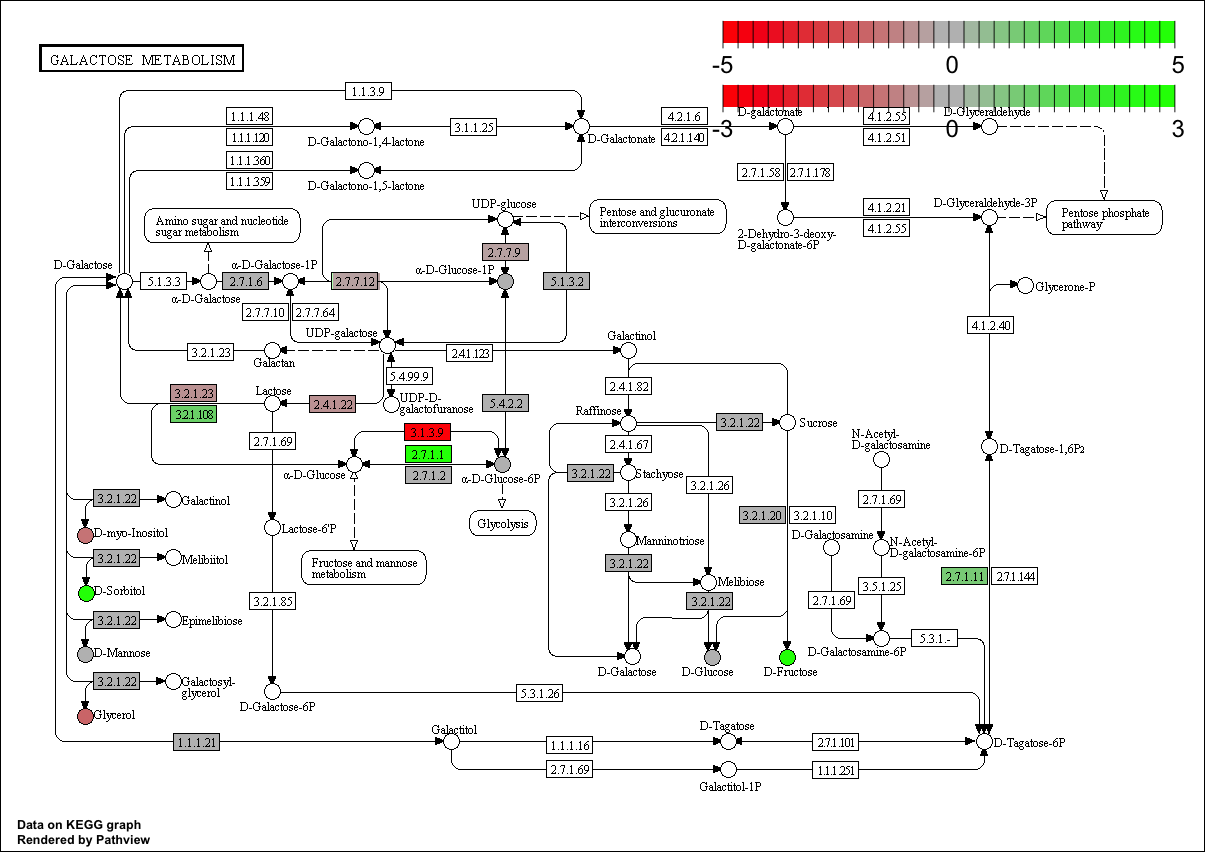 GALACTOSE METABOLISM
-5
0
5
-3
0
3
1.1.3.9
1.1.1.48
1.1.1.120
D-Galactono-1,4-lactone
3.1.1.25
D-Galactonate
4.2.1.6
4.2.1.140
D-galactonate
4.1.2.55
4.1.2.51
D-Glyceraldehyde
1.1.1.360
1.1.1.359
D-Galactono-1,5-lactone
2.7.1.58
2.7.1.178
Amino sugar and nucleotide
sugar metabolism
UDP-glucose
Pentose and glucuronate
interconversions
2-Dehydro-3-deoxy-
D-galactonate-6P
4.1.2.21
4.1.2.55
D-Glyceraldehyde-3P
Pentose phosphate
pathway
2.7.7.9
D-Galactose
5.1.3.3
α-D-Galactose
2.7.1.6
α-D-Galactose-1P
2.7.7.12
α-D-Glucose-1P
5.1.3.2
Glycerone-P
2.7.7.10
2.7.7.64
UDP-galactose
4.1.2.40
3.2.1.23
Galactan
2.4.1.123
Galactinol
5.4.99.9
UDP-D-
galactofuranose
3.2.1.23
3.2.1.108
Lactose
2.4.1.22
5.4.2.2
2.4.1.82
Raffinose
3.2.1.22
Sucrose
2.7.1.69
3.1.3.9
2.7.1.1
2.7.1.2
α-D-Glucose
α-D-Glucose-6P
2.4.1.67
3.2.1.22
Stachyose
3.2.1.26
3.2.1.26
N-Acetyl-
D-galactosamine
D-Tagatose-1,6P2
3.2.1.22
Galactinol
D-myo-Inositol
Lactose-6'P
Glycolysis
Fructose and mannose
metabolism
3.2.1.20
3.2.1.10
2.7.1.69
Manninotriose
D-Galactosamine
N-Acetyl-
D-galactosamine-6P
3.2.1.22
Melibiitol
D-Sorbitol
3.2.1.22
Melibiose
3.2.1.22
2.7.1.69
3.5.1.25
2.7.1.11
2.7.1.144
3.2.1.85
3.2.1.22
Epimelibiose
D-Mannose
D-Galactosamine-6P
5.3.1.-
D-Galactose
D-Glucose
D-Fructose
3.2.1.22
Galactosyl-
glycerol
Glycerol
D-Galactose-6P
5.3.1.26
1.1.1.21
Galactitol
1.1.1.16
D-Tagatose
2.7.1.101
D-Tagatose-6P
2.7.1.69
Galactitol-1P
1.1.1.251
Data on KEGG graph
Rendered by Pathview